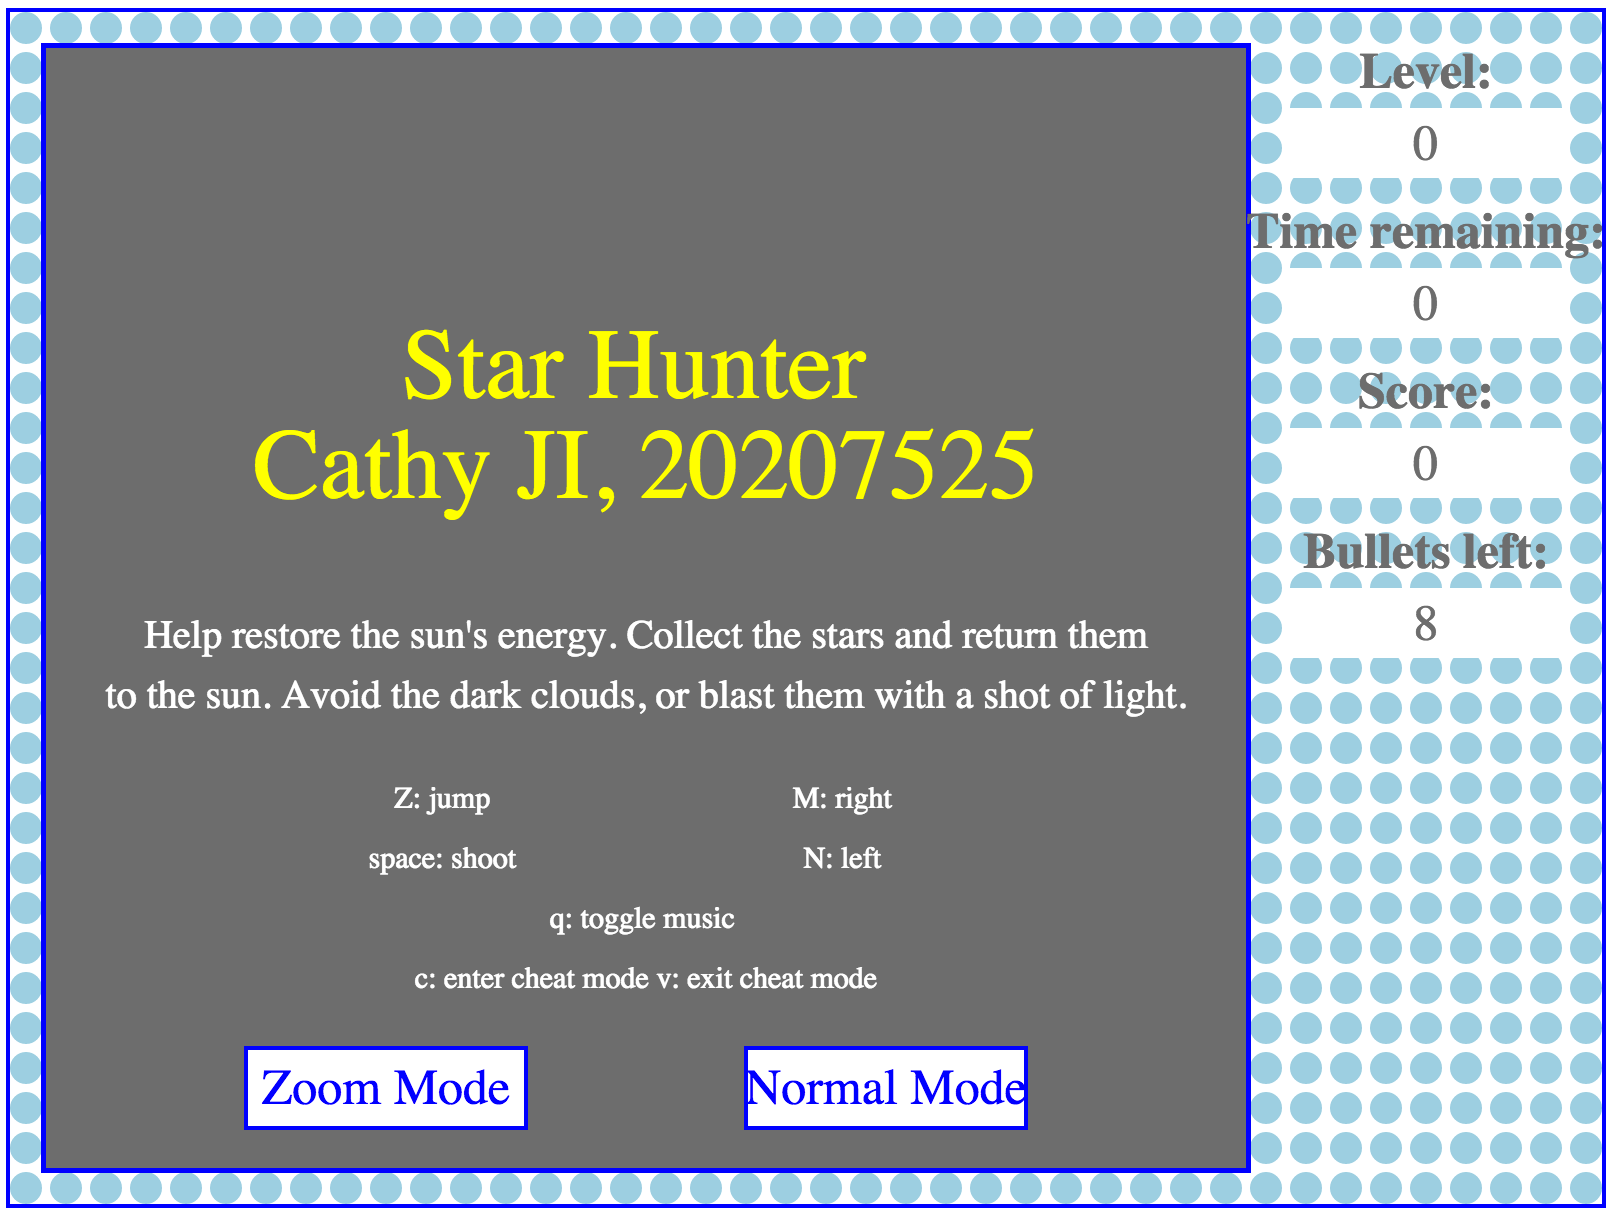 Star Hunter
Cathy JI, 20207525
Help restore the sun's energy. Collect the stars and return them
to the sun. Avoid the dark clouds, or blast them with a shot of light.
Z: jump
M: right
space: shoot
N: left
q: toggle music
c: enter cheat mode v: exit cheat mode
Zoom Mode
Normal Mode
Level:
0
Time remaining:
0
Score:
0
Bullets left:
8